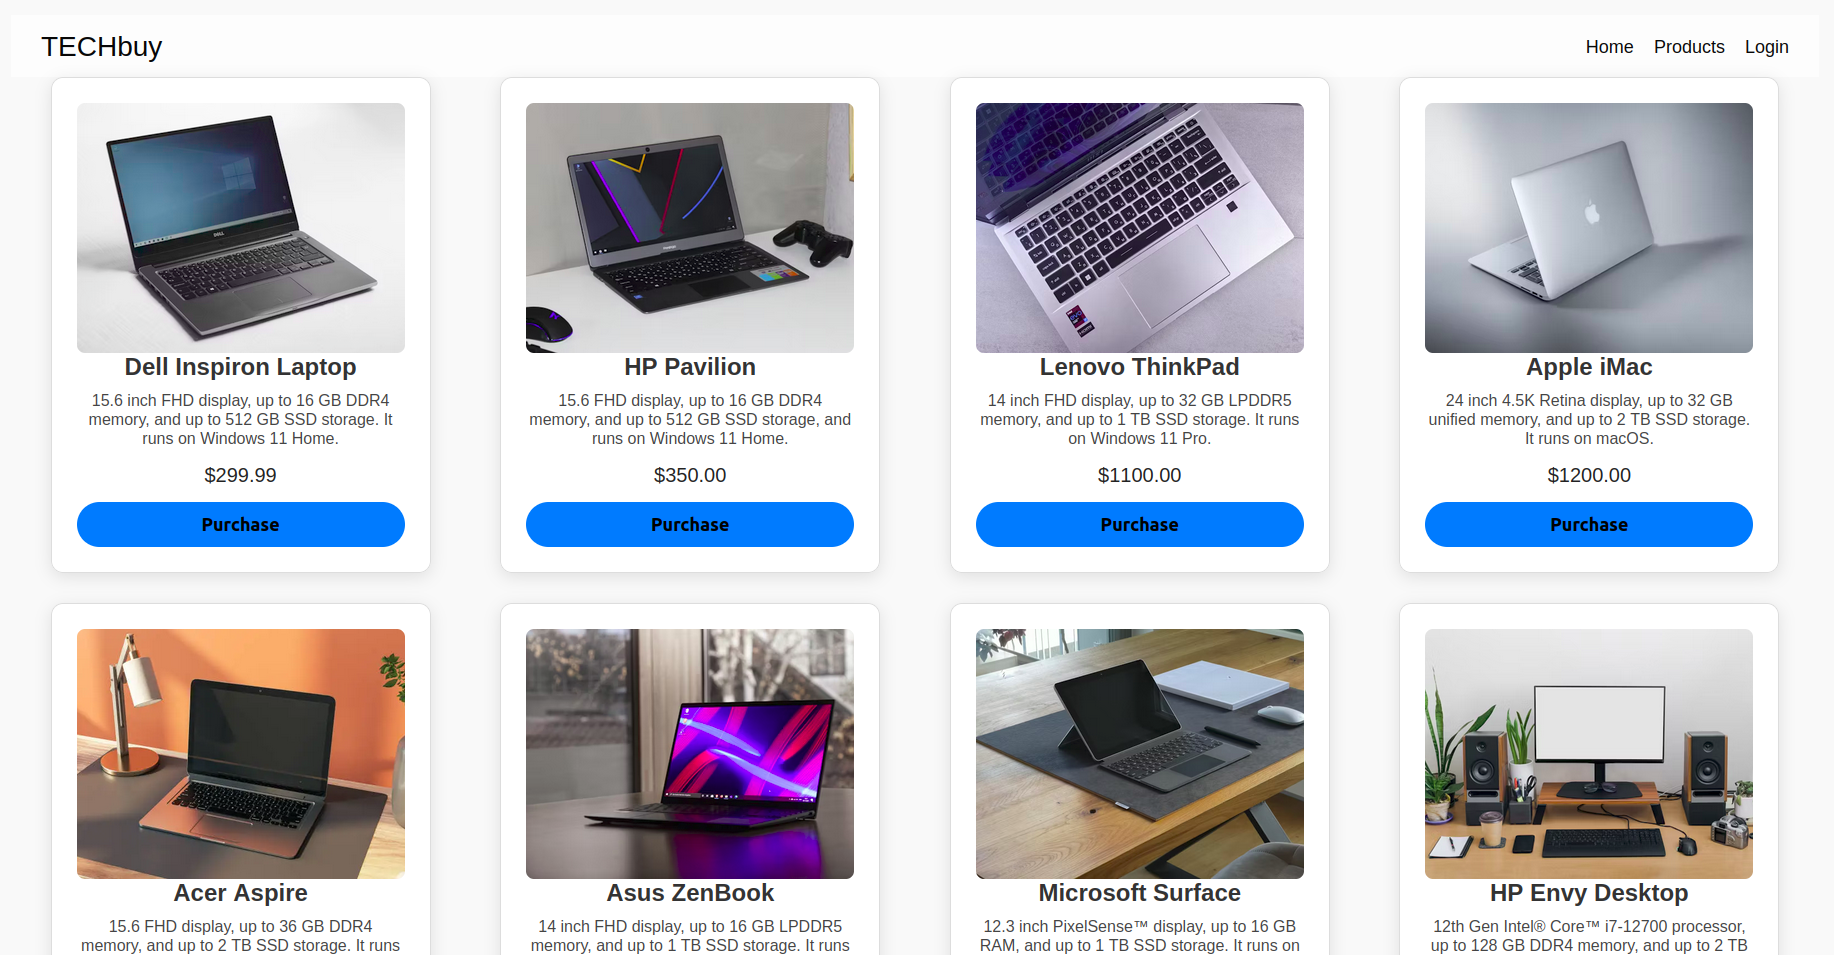 TECHbuy
Home Products Login
DELL
Dell Inspiron Laptop
15.6 inch FHD display, up to 16 GB DDR4
memory, and up to 512 GB SSD storage. It
runs on Windows 11 Home.
$299.99
Purchase
HP Pavilion
15.6 FHD display, up to 16 GB DDR4
memory, and up to 512 GB SSD storage, and
runs on Windows 11 Home.
$350.00
Purchase
Lenovo ThinkPad
14 inch FHD display, up to 32 GB LPDDR5
memory, and up to 1 TB SSD storage. It runs
on Windows 11 Pro.
$1100.00
Purchase
Apple iMac
24 inch 4.5K Retina display, up to 32 GB
unified memory, and up to 2 TB SSD storage.
It runs on macOS.
$1200.00
Purchase
Acer Aspire
15.6 FHD display, up to 36 GB DDR4
memory, and up to 2 TB SSD storage. It runs
Asus ZenBook
14 inch FHD display, up to 16 GB LPDDR5
memory, and up to 1 TB SSD storage. It runs
Microsoft Surface
12.3 inch PixelSense™ display, up to 16 GB
RAM, and up to 1 TB SSD storage. It runs on
HP Envy Desktop
12th Gen Intel® Core™ i7-12700 processor,
up to 128 GB DDR4 memory, and up to 2 TB